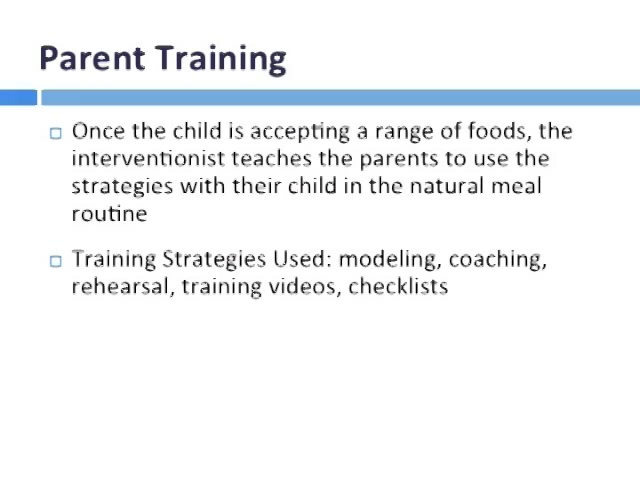 Parent Training
Once the child is accepting a range of foods, the
interventionist teaches the parents to use the
strategies with their child in the natural meal
routine
Training Strategies Used: modeling, coaching,
rehearsal, training videos, checklists